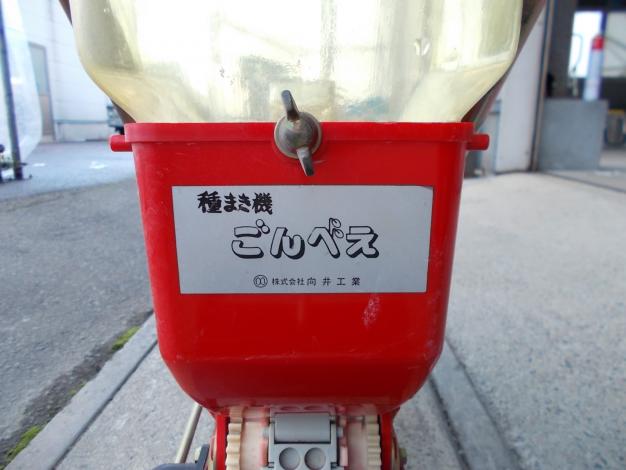 種まき機
ごんべえ
株式会社 向井工業